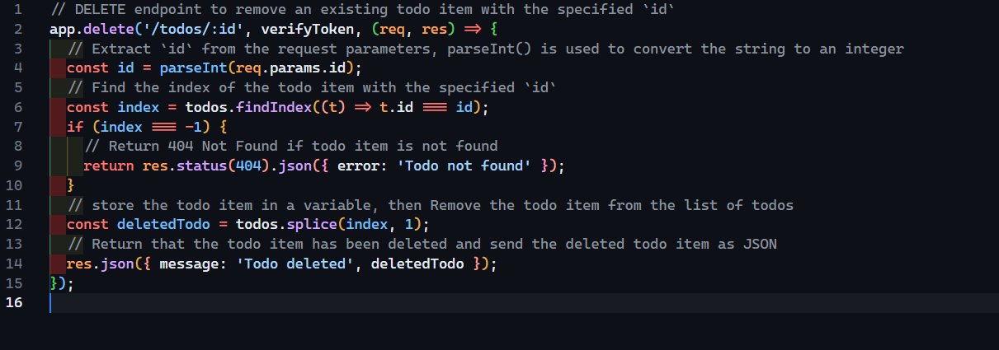 1 // DELETE endpoint to remove an existing todo item with the specified `id`
2 app.delete('/todos/:id', verifyToken, (req, res) => {
3   // Extract `id` from the request parameters, parseInt() is used to convert the string to an integer
4   const id = parseInt(req.params.id);
5   // Find the index of the todo item with the specified `id`
6   const index = todos.findIndex((t) => t.id === id);
7   if (index === -1) {
8     // Return 404 Not Found if todo item is not found
9     return res.status(404).json({ error: 'Todo not found' });
10   }
11   // store the todo item in a variable, then Remove the todo item from the list of todos
12   const deletedTodo = todos.splice(index, 1);
13   // Return that the todo item has been deleted and send the deleted todo item as JSON
14   res.json({ message: 'Todo deleted', deletedTodo });
15 });
16